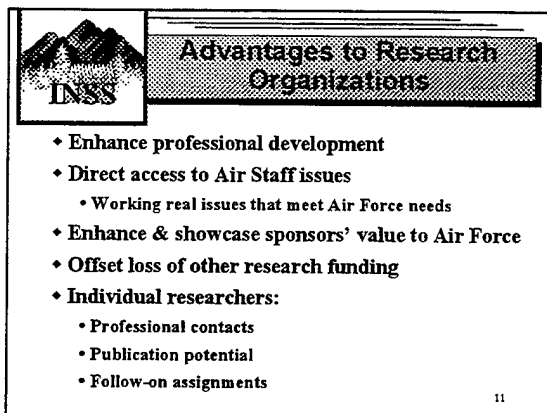 INSS
Advantages to Research
Organizations
◆ Enhance professional development
◆ Direct access to Air Staff issues
• Working real issues that meet Air Force needs
◆ Enhance & showcase sponsors' value to Air Force
◆ Offset loss of other research funding
◆ Individual researchers:
• Professional contacts
• Publication potential
• Follow-on assignments
11